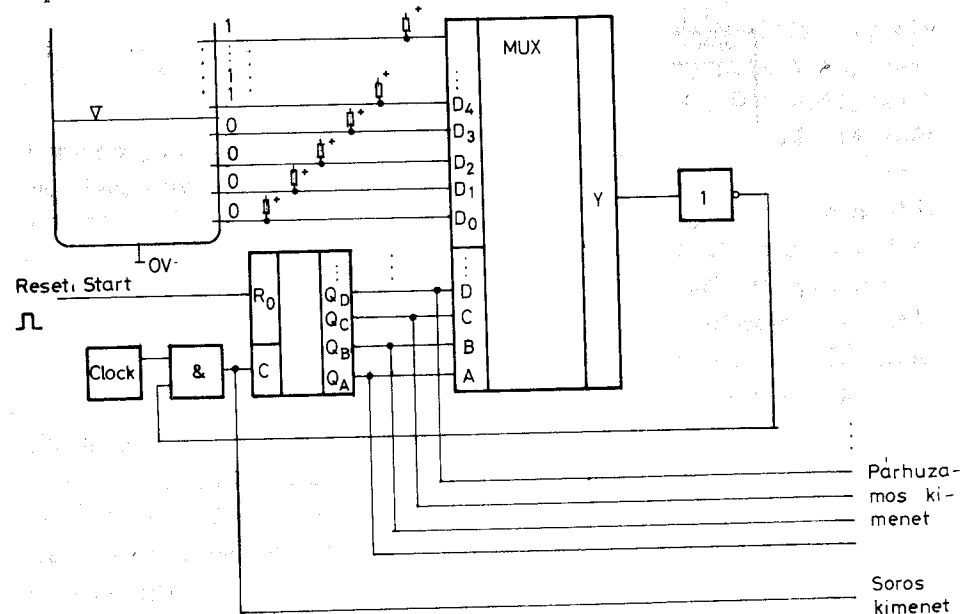 1
+
MUX
1
1
+
D4
0
+
D3
0
+
D2
0
+
D1
0
+
D0
Y
1
0V
Reset, Start
R0
QD
D
QC
C
QB
B
Clock
&
C
QA
A
Párhuza-
mos ki-
menet
Soros
kimenet